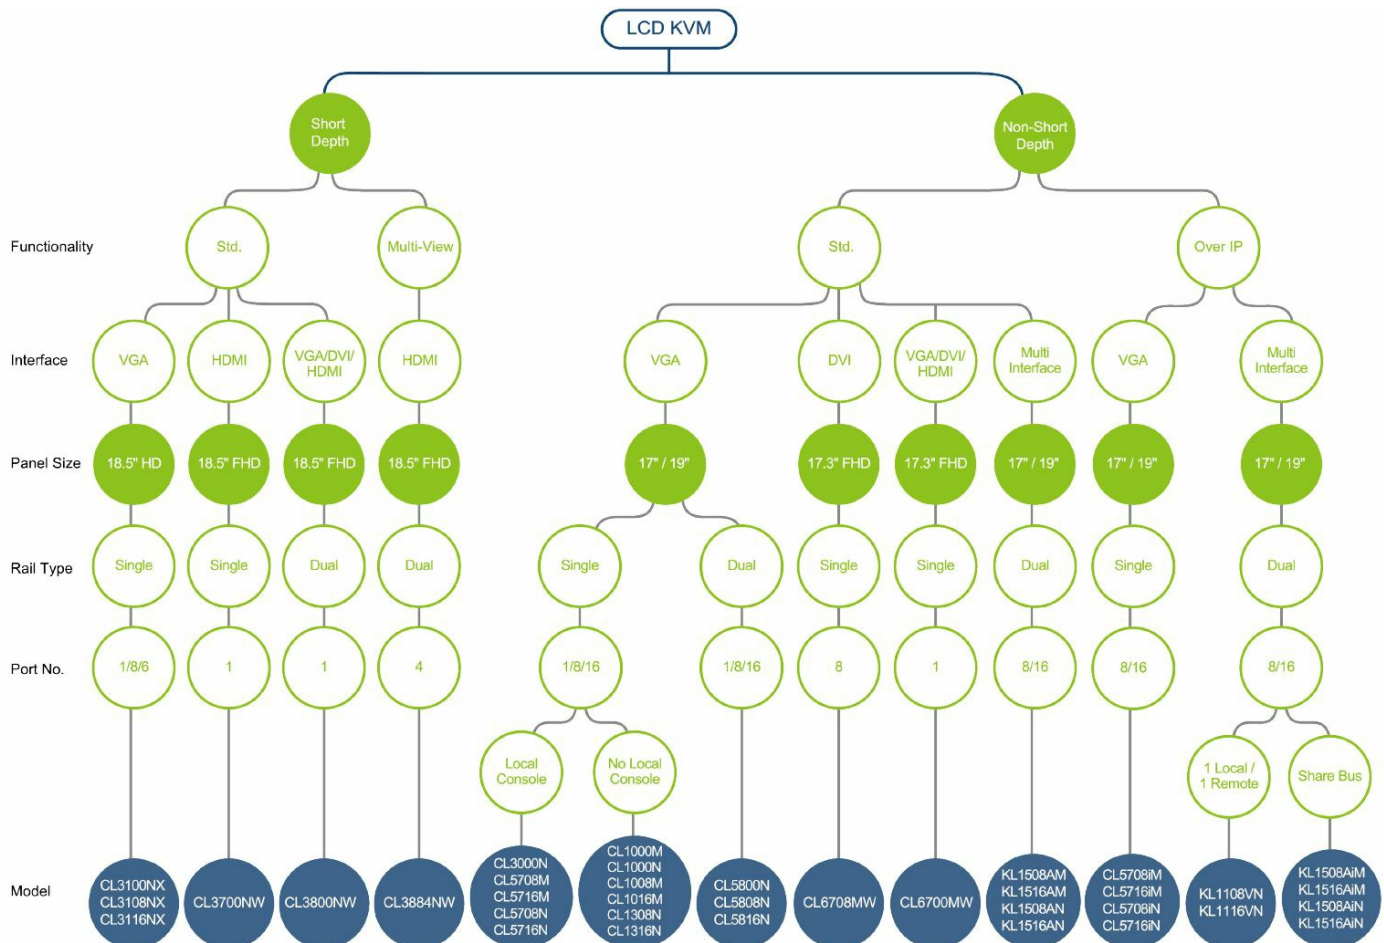 LCD KVM
Short
Depth
Non-Short
Depth
Functionality
Std.
Multi-View
Std.
Over IP
Interface
VGA
HDMI
VGA/DVI/
HDMI
HDMI
VGA
DVI
VGA/DVI/
HDMI
Multi
Interface
VGA
Multi
Interface
Panel Size
18.5" HD
18.5" FHD
18.5" FHD
18.5" FHD
17" / 19"
17.3" FHD
17.3" FHD
17" / 19"
17" / 19"
17" / 19"
Rail Type
Single
Single
Dual
Dual
Single
Dual
Single
Single
Dual
Single
Dual
Port No.
1/8/6
1
1
4
1/8/16
1/8/16
8
1
8/16
8/16
8/16
Local
Console
No Local
Console
1 Local /
1 Remote
Share Bus
Model
CL3100NX
CL3108NX
CL3116NX
CL3700NW
CL3800NW
CL3884NW
CL3000N
CL5708M
CL5716M
CL5708N
CL5716N
CL1000M
CL1000N
CL1008M
CL1016M
CL1308N
CL1316N
CL5800N
CL5808N
CL5816N
CL6708MW
CL6700MW
KL1508AM
KL1516AM
KL1508AN
KL1516AN
CL5708iM
CL5716iM
CL5708iN
CL5716iN
KL1108VN
KL1116VN
KL1508AiM
KL1516AiM
KL1508AiN
KL1516AiN